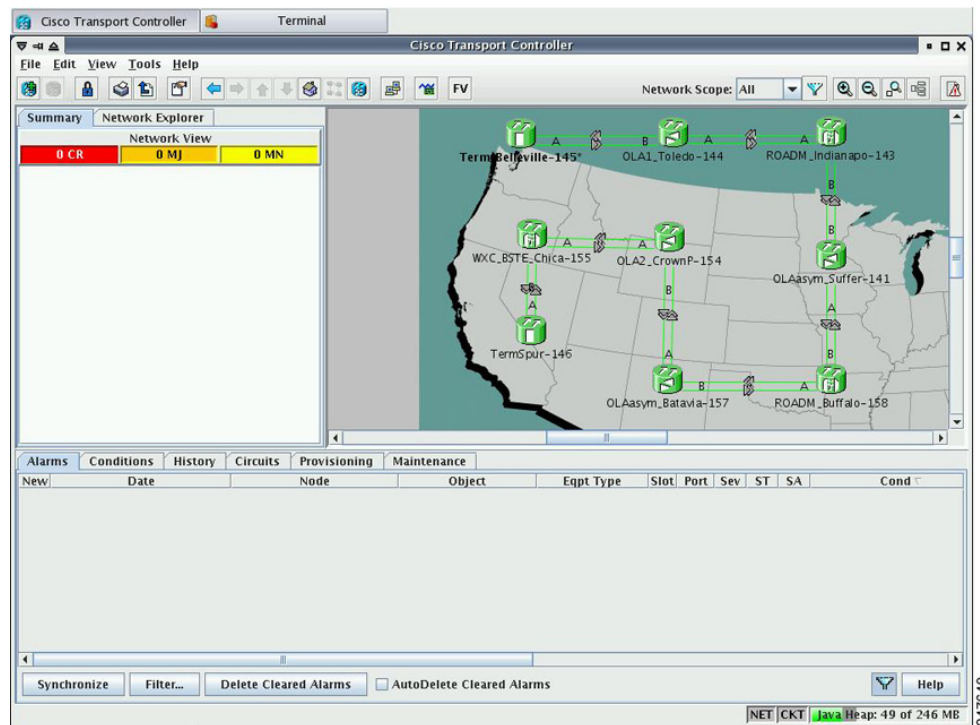 Cisco Transport Controller Terminal
Cisco Transport Controller
File Edit View Tools Help
FV Network Scope: All
Summary Network Explorer
Network View
0 CR 0 MJ 0 MN
A B A
Term_Belleville-145* OLA1_Toledo-144 ROADM_Indianapo-143
B
B
A A
WXC_BSTE_Chica-155 OLA2_CrownP-154
OLAasym_Suffer-141
B B
A A
TermSpur-146 A B
B A
OLAasym_Batavia-157 ROADM_Buffalo-158
Alarms Conditions History Circuits Provisioning Maintenance
New Date Node Object Eqpt Type Slot Port Sev ST SA Cond
Synchronize Filter... Delete Cleared Alarms AutoDelete Cleared Alarms Help
NET CKT Java Heap: 49 of 246 MB